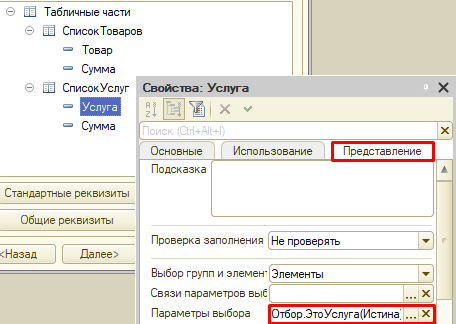 Табличные части
СписокТоваров
Товар
Сумма
СписокУслуг
Услуга
Сумма
Стандартные реквизиты
Общие реквизиты
<Назад
Далее>
Свойства: Услуга
Поиск (Ctrl+Alt+I)
Основные
Использование
Представление
Подсказка
Проверка заполнения
Не проверять
Выбор групп и элемент
Элементы
Связи параметров выб
Параметры выбора
Отбор.ЭтоУслуга(Истина)